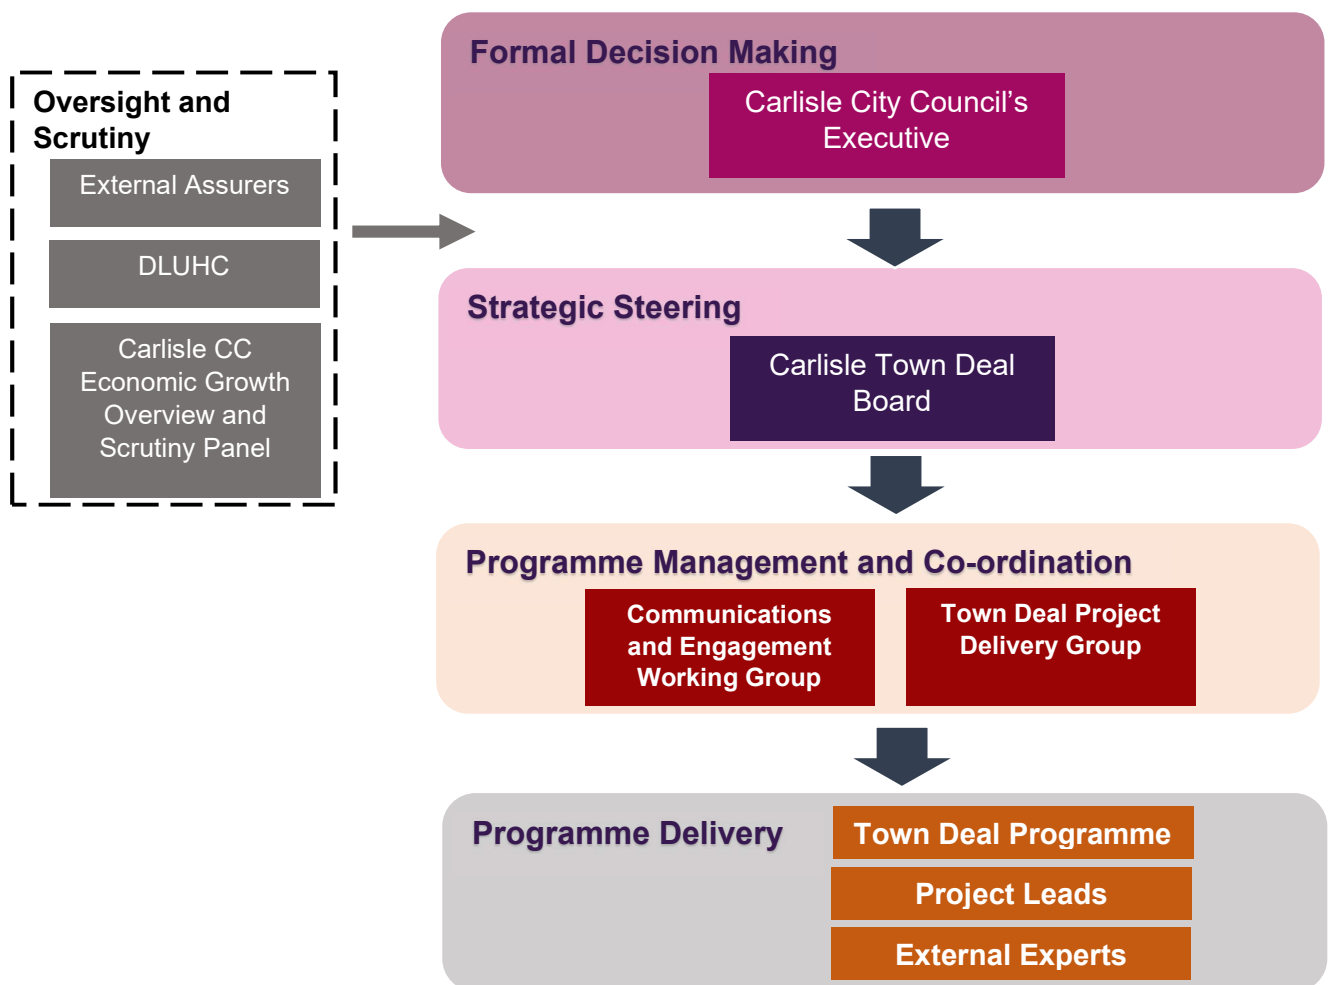 Oversight and
Scrutiny
External Assurers
DLUHC
Carlisle CC
Economic Growth
Overview and
Scrutiny Panel
Formal Decision Making
Carlisle City Council’s
Executive
Strategic Steering
Carlisle Town Deal
Board
Programme Management and Co-ordination
Communications
and Engagement
Working Group
Town Deal Project
Delivery Group
Programme Delivery
Town Deal Programme
Project Leads
External Experts